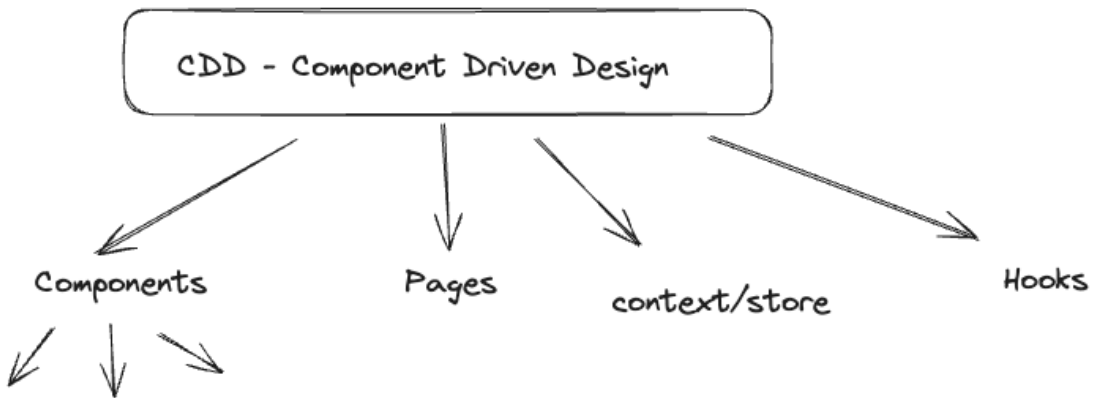 CDD - Component Driven Design
Components
Pages
context/store
Hooks